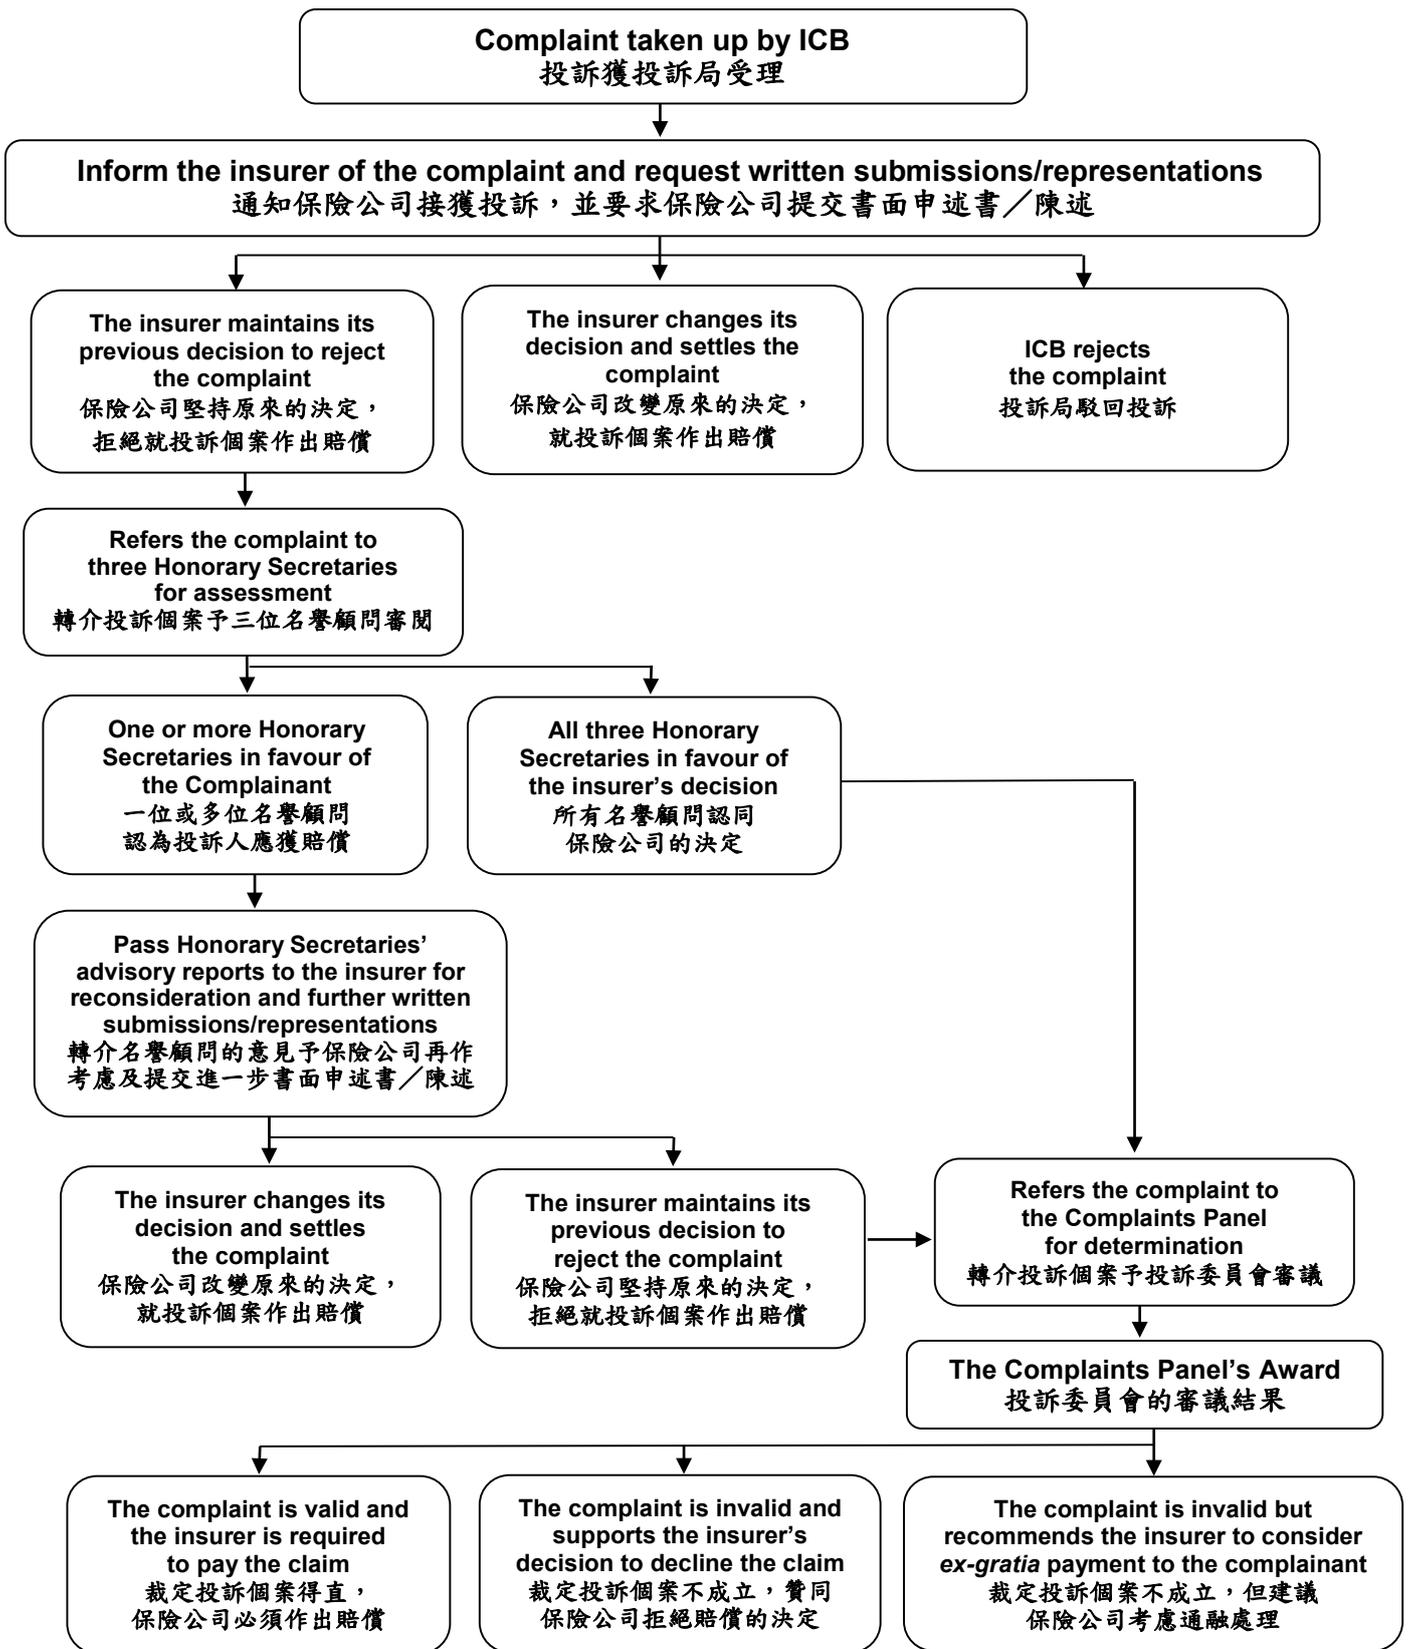 Complaint taken up by ICB
投訴獲投訴局受理
Inform the insurer of the complaint and request written submissions/representations
通知保險公司接獲投訴，並要求保險公司提交書面申述書／陳述
The insurer maintains its
previous decision to reject
the complaint
保險公司堅持原來的決定，
拒絕就投訴個案作出賠償
The insurer changes its
decision and settles the
complaint
保險公司改變原來的決定，
就投訴個案作出賠償
ICB rejects
the complaint
投訴局駁回投訴
Refers the complaint to
three Honorary Secretaries
for assessment
轉介投訴個案予三位名譽顧問審閱
One or more Honorary
Secretaries in favour of
the Complainant
一位或多位名譽顧問
認為投訴人應獲賠償
All three Honorary
Secretaries in favour of
the insurer’s decision
所有名譽顧問認同
保險公司的決定
Pass Honorary Secretaries’
advisory reports to the insurer for
reconsideration and further written
submissions/representations
轉介名譽顧問的意見予保險公司再作
考慮及提交進一步書面申述書／陳述
The insurer changes its
decision and settles
the complaint
保險公司改變原來的決定，
就投訴個案作出賠償
The insurer maintains its
previous decision to
reject the complaint
保險公司堅持原來的決定，
拒絕就投訴個案作出賠償
Refers the complaint to
the Complaints Panel
for determination
轉介投訴個案予投訴委員會審議
The Complaints Panel’s Award
投訴委員會的審議結果
The complaint is valid and
the insurer is required
to pay the claim
裁定投訴個案得直，
保險公司必須作出賠償
The complaint is invalid and
supports the insurer’s
decision to decline the claim
裁定投訴個案不成立，贊同
保險公司拒絕賠償的決定
The complaint is invalid but
recommends the insurer to consider
ex-gratia payment to the complainant
裁定投訴個案不成立，但建議
保險公司考慮通融處理